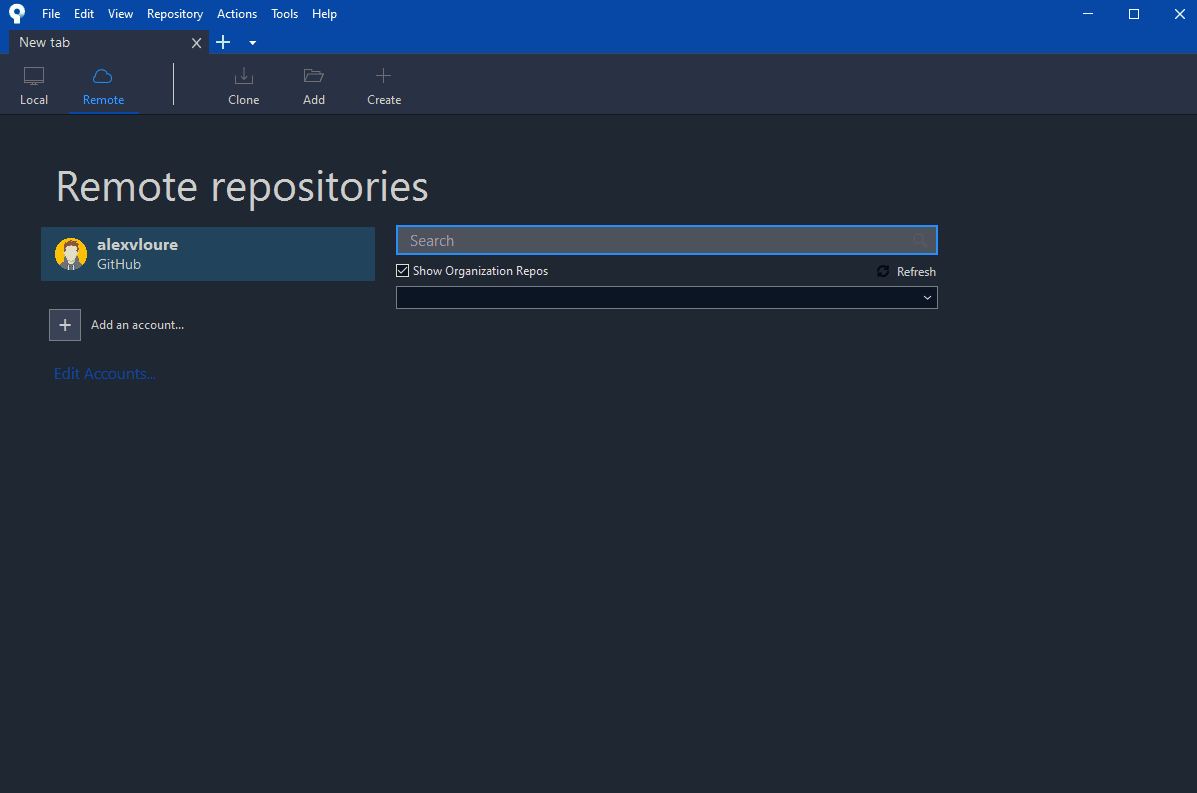 File Edit View Repository Actions Tools Help
New tab
Local Remote Clone Add Create
Remote repositories
alexvloure
GitHub
Search
Show Organization Repos Refresh
Add an account...
Edit Accounts...